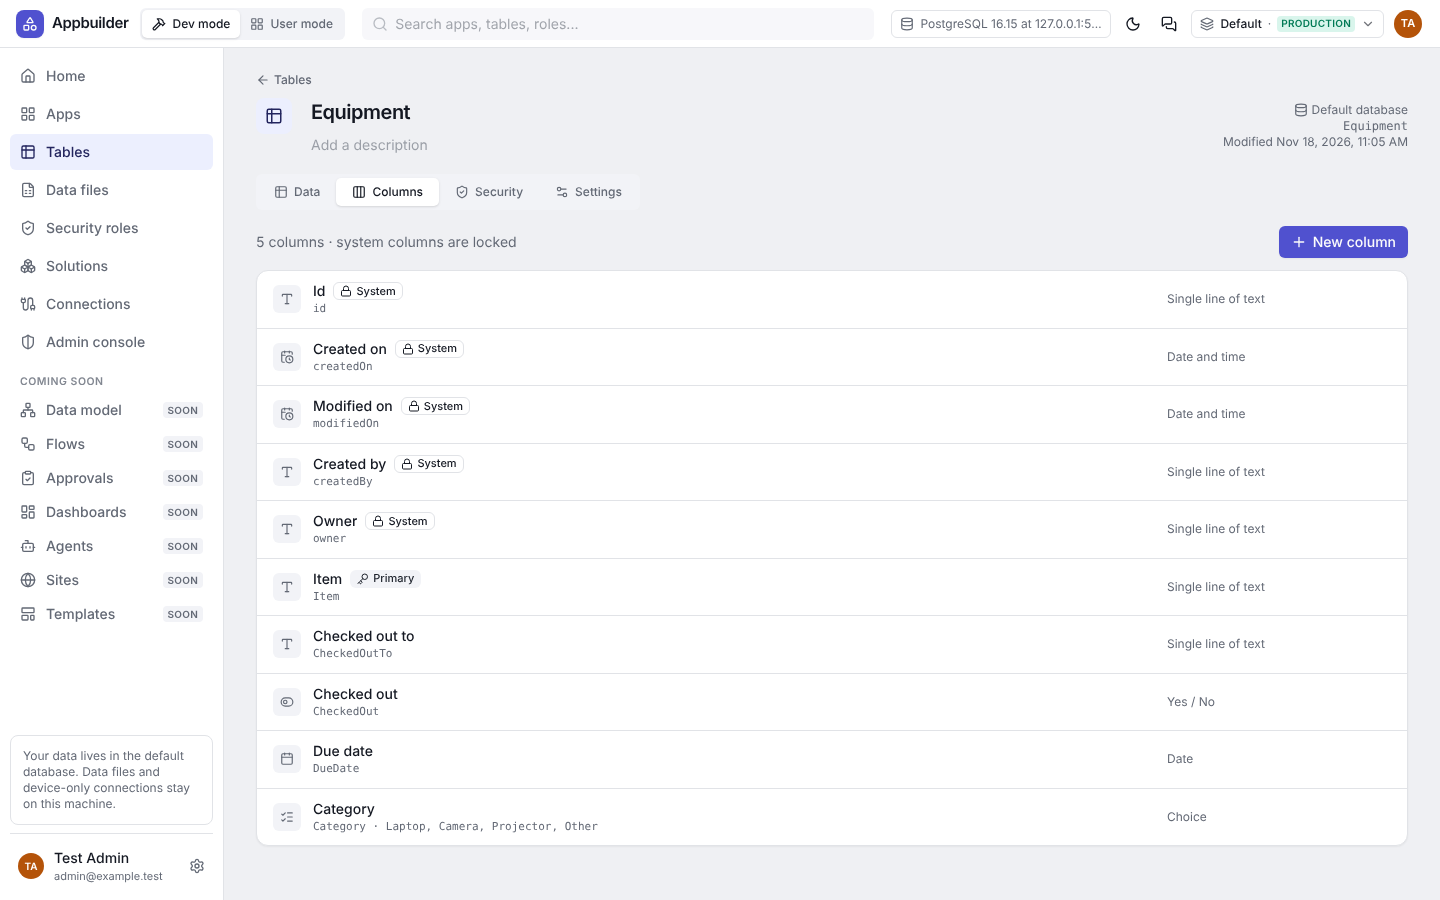 Appbuilder
Dev mode
User mode
Search apps, tables, roles...
PostgreSQL 16.15 at 127.0.0.1:5...
Default · PRODUCTION
TA
Home
Apps
Tables
Data files
Security roles
Solutions
Connections
Admin console
COMING SOON
Data model SOON
Flows SOON
Approvals SOON
Dashboards SOON
Agents SOON
Sites SOON
Templates SOON
Your data lives in the default
database. Data files and
device-only connections stay
on this machine.
TA
Test Admin
admin@example.test
Tables
Equipment
Add a description
Default database
Equipment
Modified Nov 18, 2026, 11:05 AM
Data
Columns
Security
Settings
5 columns · system columns are locked
New column
Id System
id
Single line of text
Created on System
createdOn
Date and time
Modified on System
modifiedOn
Date and time
Created by System
createdBy
Single line of text
Owner System
owner
Single line of text
Item Primary
Item
Single line of text
Checked out to
CheckedOutTo
Single line of text
Checked out
CheckedOut
Yes / No
Due date
DueDate
Date
Category
Category · Laptop, Camera, Projector, Other
Choice